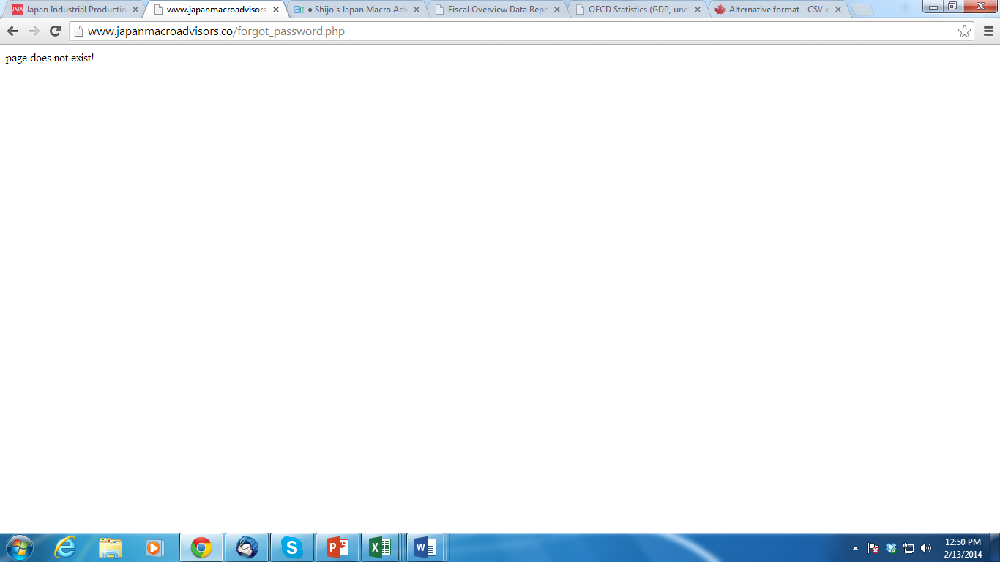 JMA Japan Industrial Productio
www.japanmacroadvisors
a: ● Shijo's Japan Macro Adv
Fiscal Overview Data Repo
OECD Statistics (GDP, une
Alternative format - CSV d
www.japanmacroadvisors.co/forgot_password.php
page does not exist!
12:50 PM
2/13/2014